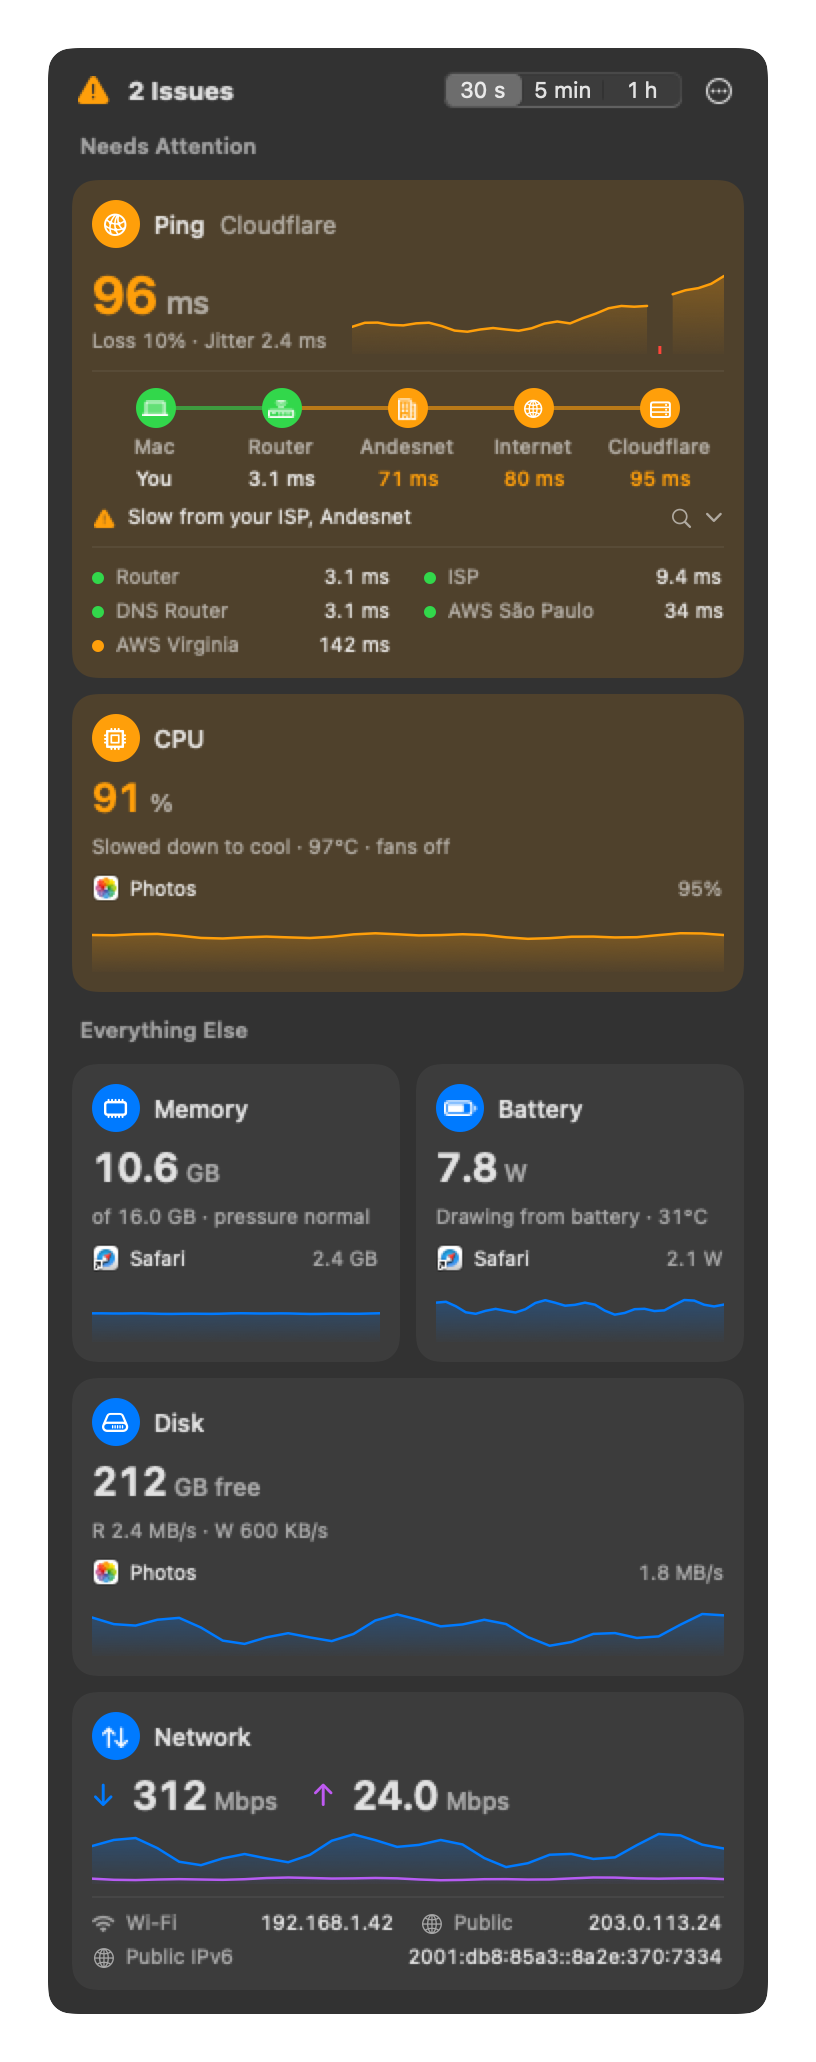 2 Issues
30 s 5 min 1 h
Needs Attention
Ping Cloudflare
96 ms
Loss 10% · Jitter 2.4 ms
Mac Router Andesnet Internet Cloudflare
You 3.1 ms 71 ms 80 ms 95 ms
Slow from your ISP, Andesnet
Router 3.1 ms ISP 9.4 ms
DNS Router 3.1 ms AWS São Paulo 34 ms
AWS Virginia 142 ms
CPU
91 %
Slowed down to cool · 97°C · fans off
Photos 95%
Everything Else
Memory
10.6 GB
of 16.0 GB · pressure normal
Safari 2.4 GB
Battery
7.8 W
Drawing from battery · 31°C
Safari 2.1 W
Disk
212 GB free
R 2.4 MB/s · W 600 KB/s
Photos 1.8 MB/s
Network
↓ 312 Mbps ↑ 24.0 Mbps
Wi-Fi 192.168.1.42 Public 203.0.113.24
Public IPv6 2001:db8:85a3::8a2e:370:7334